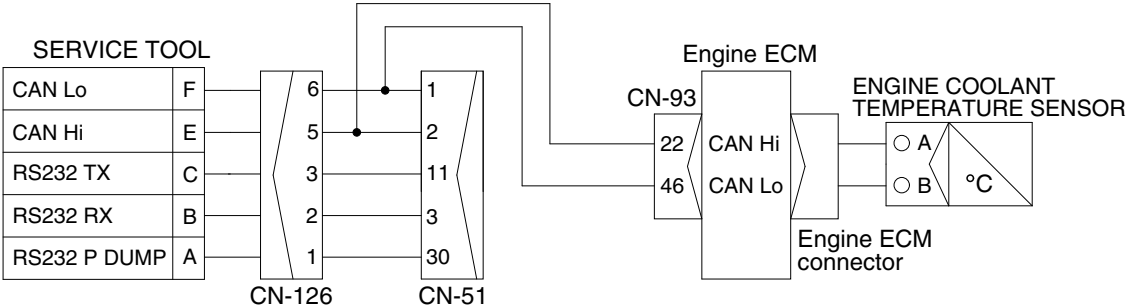 SERVICE TOOL
CAN Lo F
CAN Hi E
RS232 TX C
RS232 RX B
RS232 P DUMP A
6
5
3
2
1
CN-126
1
2
11
3
30
CN-51
Engine ECM
CN-93
22 CAN Hi
46 CAN Lo
Engine ECM
connector
ENGINE COOLANT
TEMPERATURE SENSOR
A
B
°C